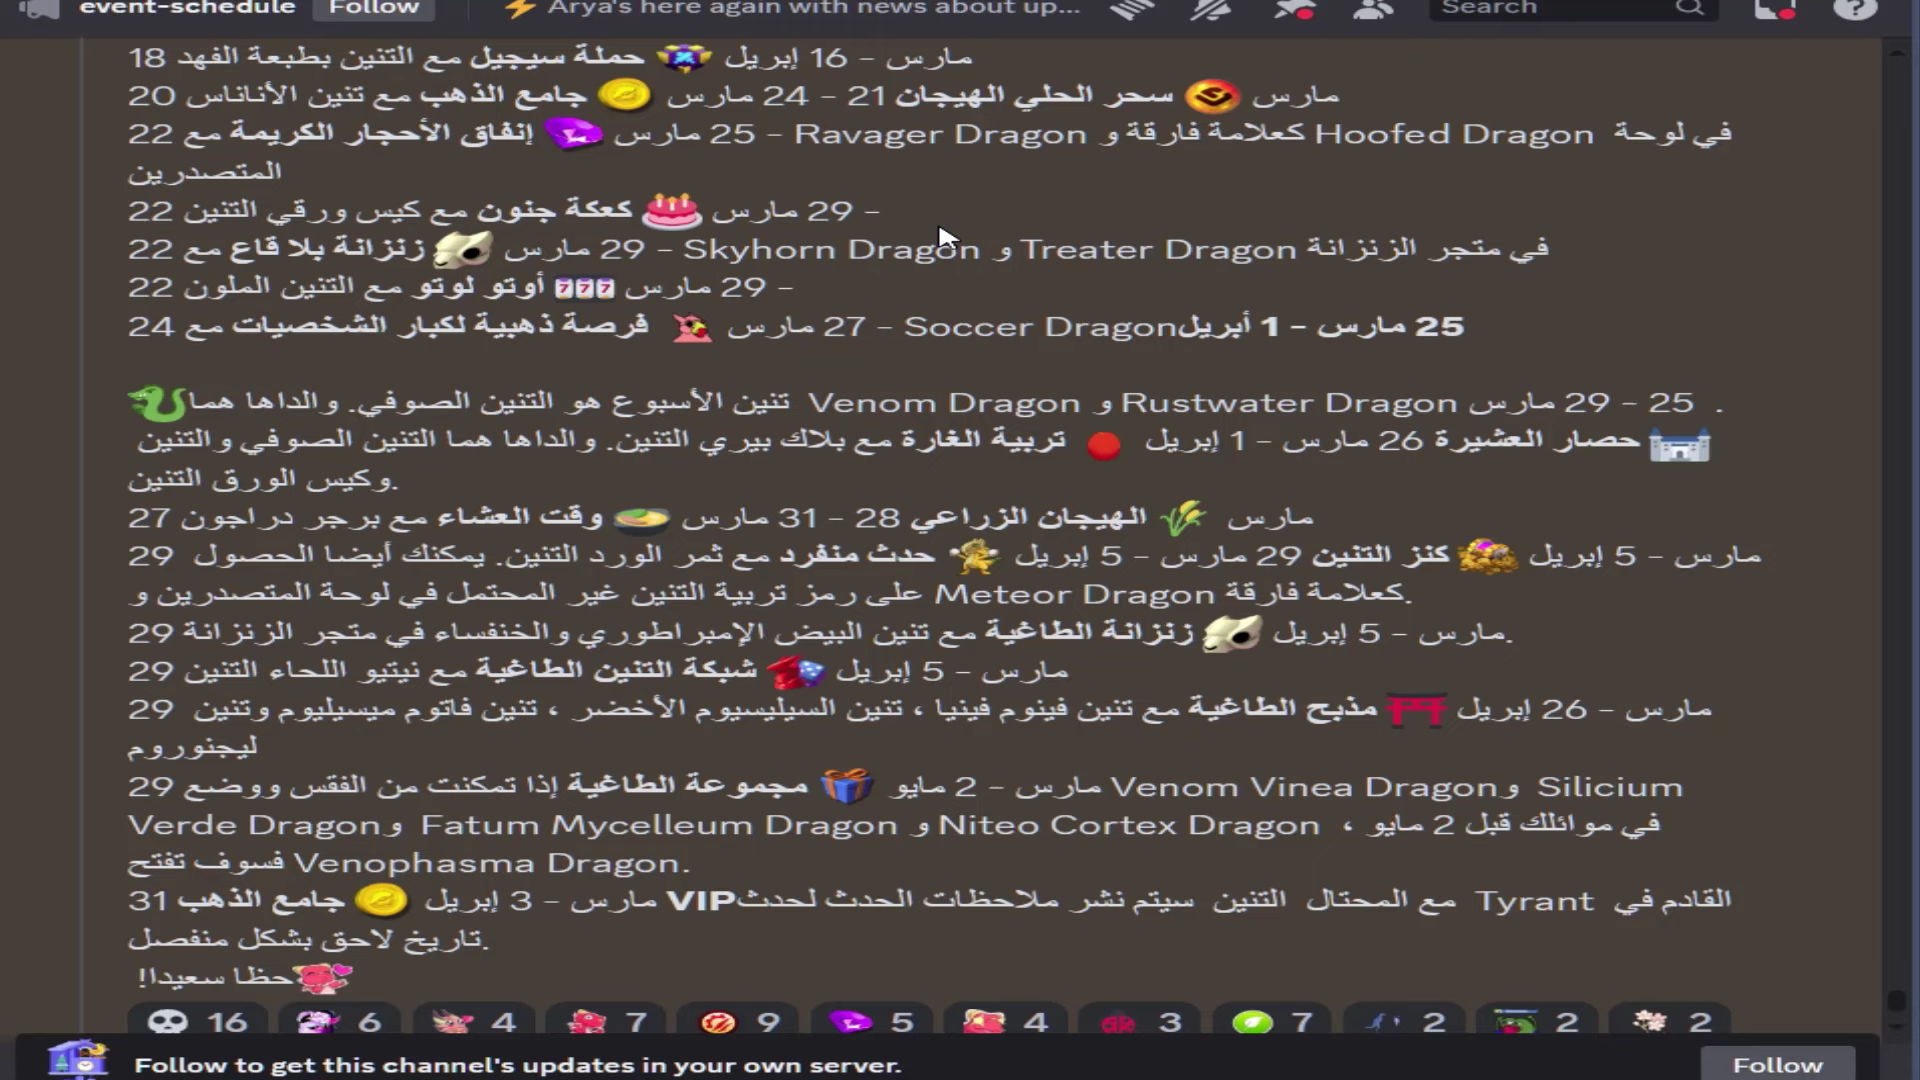 event-schedule Follow Arya's here again with news about up... Search
18 مارس - 16 إبريل حملة سيجيل مع التنين بطبعة الفهد
20 مارس سحر الحلي الهيجان 21 - 24 مارس جامع الذهب مع تنين الأناناس
22 في لوحة Hoofed Dragon كعلامة فارقة و Ravager Dragon - 25 مارس إنفاق الأحجار الكريمة مع
المتصدرين
22 - 29 مارس كعكة جنون مع كيس ورقي التنين
22 في متجر الزنزانة Treater Dragon و Skyhorn Dragon - 29 مارس زنزانة بلا قاع مع
22 - 29 مارس أوتو لوتو مع التنين الملون
24 فرصة ذهبية لكبار الشخصيات مع 27 مارس - Soccer Dragon 25 مارس - 1 أبريل
25 - 29 مارس Rustwater Dragon و Venom Dragon تنين الأسبوع هو التنين الصوفي. والداها هما .
حصار العشيرة 26 مارس - 1 إبريل تربية الغارة مع بلاك بيري التنين. والداها هما التنين الصوفي والتنين
وكيس الورق التنين.
27 مارس الهيجان الزراعي 28 - 31 مارس وقت العشاء مع برجر دراجون
29 مارس - 5 إبريل كنز التنين 29 مارس - 5 إبريل حدث منفرد مع ثمر الورد التنين. يمكنك أيضا الحصول
على رمز تربية التنين غير المحتمل في لوحة المتصدرين و Meteor Dragon كعلامة فارقة.
29 مارس - 5 إبريل زنزانة الطاغية مع تنين البيض الإمبراطوري والخنفساء في متجر الزنزانة.
29 مارس - 5 إبريل شبكة التنين الطاغية مع نيتيو اللحاء التنين
29 مارس - 26 إبريل مذبح الطاغية مع تنين فينوم فينيا ، تنين السيليسيوم الأخضر ، تنين فاتوم ميسيليوم وتنين
ليجنوروم
29 مارس - 2 مايو مجموعة الطاغية إذا تمكنت من الفقس ووضع Venom Vinea Dragon و Silicium
Verde Dragon و Fatum Mycelleum Dragon و Niteo Cortex Dragon في موائلك قبل 2 مايو ،
فسوف تفتح Venophasma Dragon.
31 القادم في Tyrant مع المحتال التنين سيتم نشر ملاحظات الحدث لحدث VIP مارس - 3 إبريل جامع الذهب
تاريخ لاحق بشكل منفصل.
حظا سعيدا!
16 6 4 7 9 5 4 3 7 2 2 2
Follow to get this channel's updates in your own server. Follow